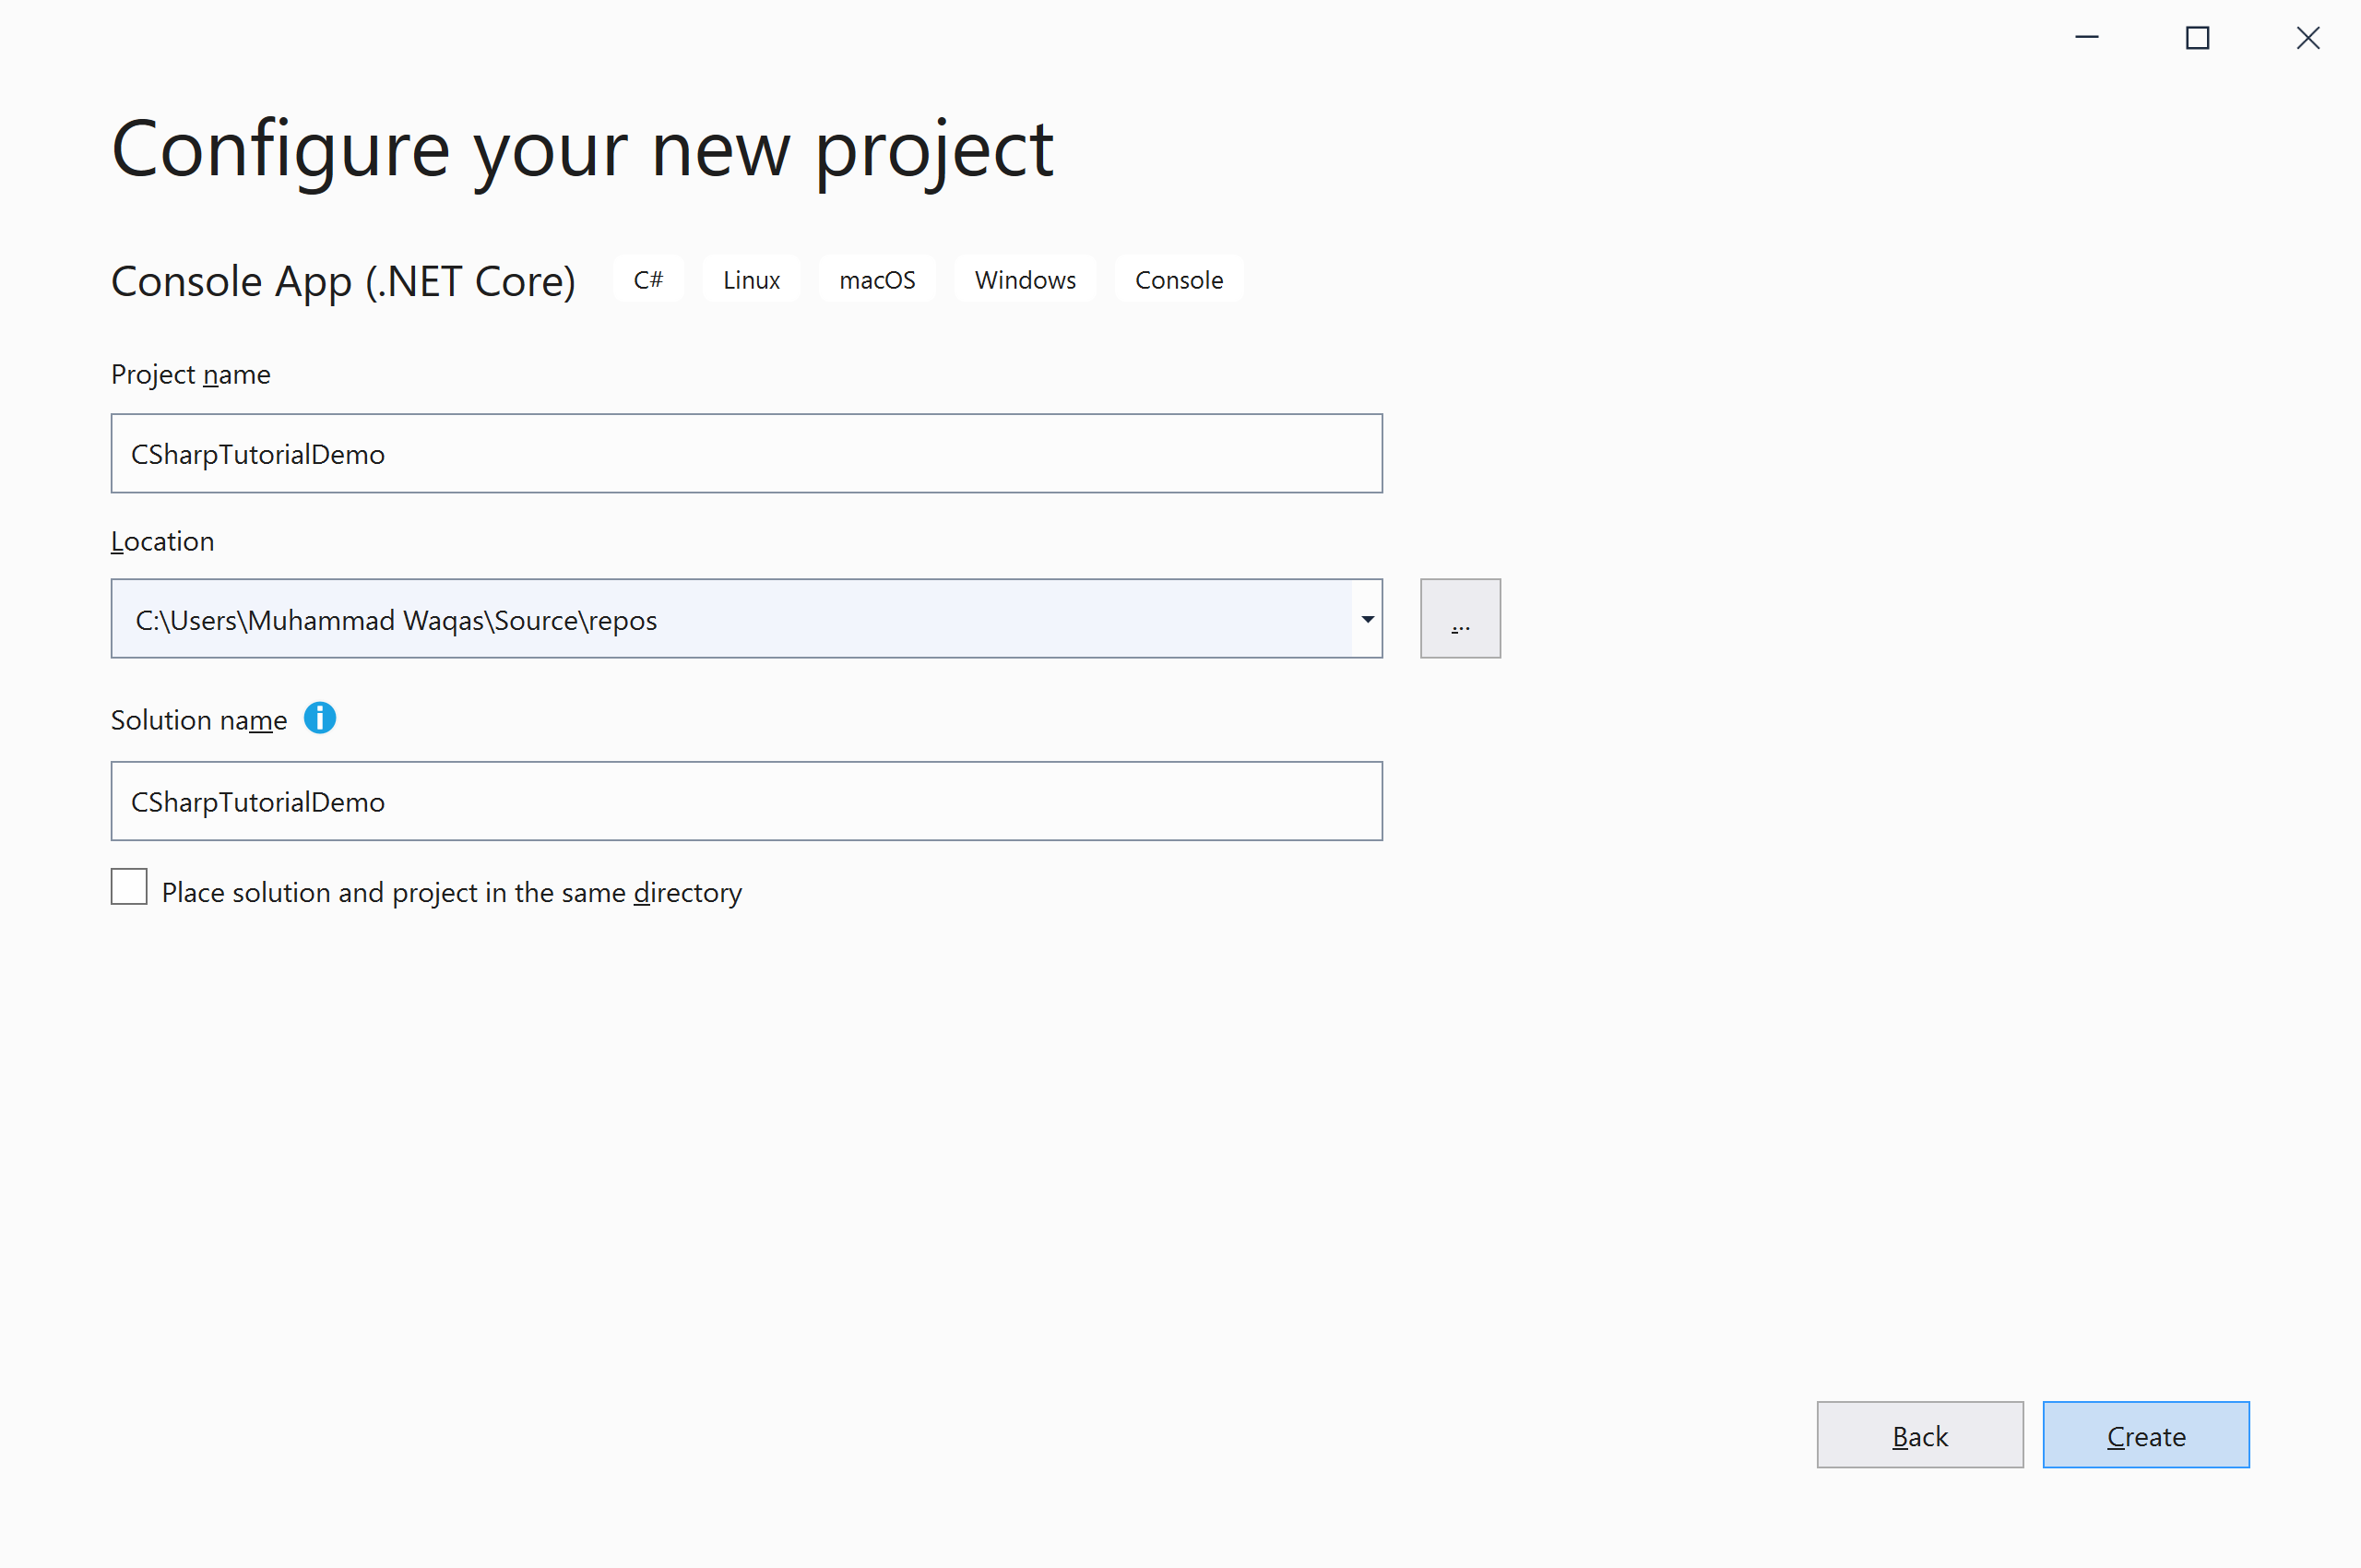 Configure your new project
Console App (.NET Core) C# Linux macOS Windows Console
Project name
CSharpTutorialDemo
Location
C:\Users\Muhammad Waqas\Source\repos
...
Solution name
CSharpTutorialDemo
Place solution and project in the same directory
Back Create